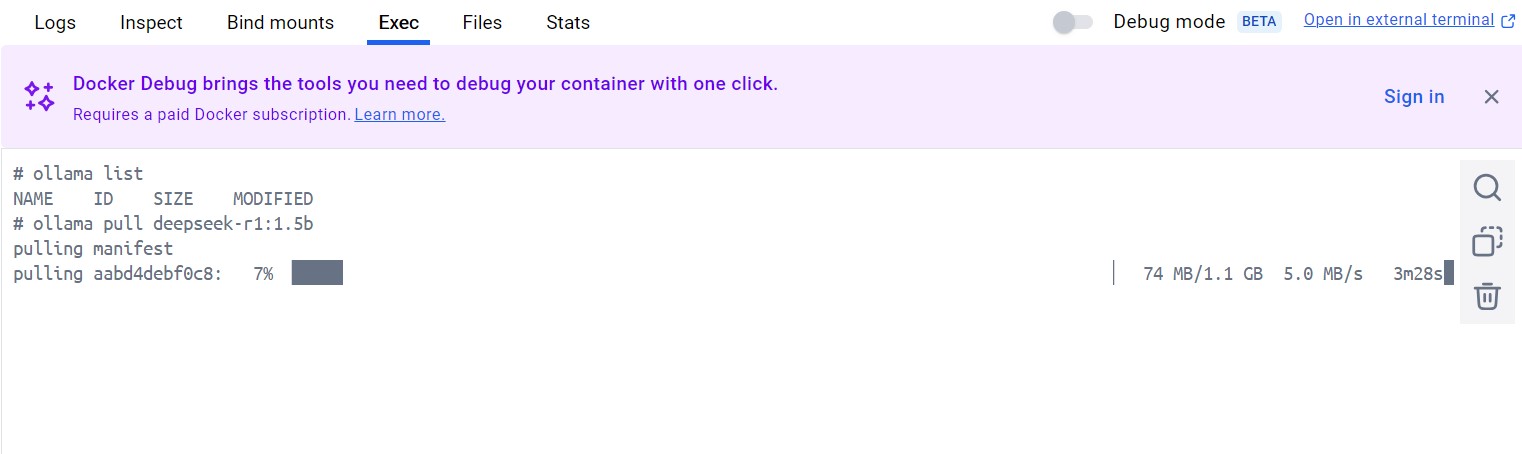 Logs Inspect Bind mounts Exec Files Stats Debug mode BETA Open in external terminal
Docker Debug brings the tools you need to debug your container with one click.
Sign in
Requires a paid Docker subscription. Learn more.
# ollama list
NAME    ID    SIZE    MODIFIED
# ollama pull deepseek-r1:1.5b
pulling manifest
pulling aabd4debf0c8:   7%   74 MB/1.1 GB  5.0 MB/s   3m28s